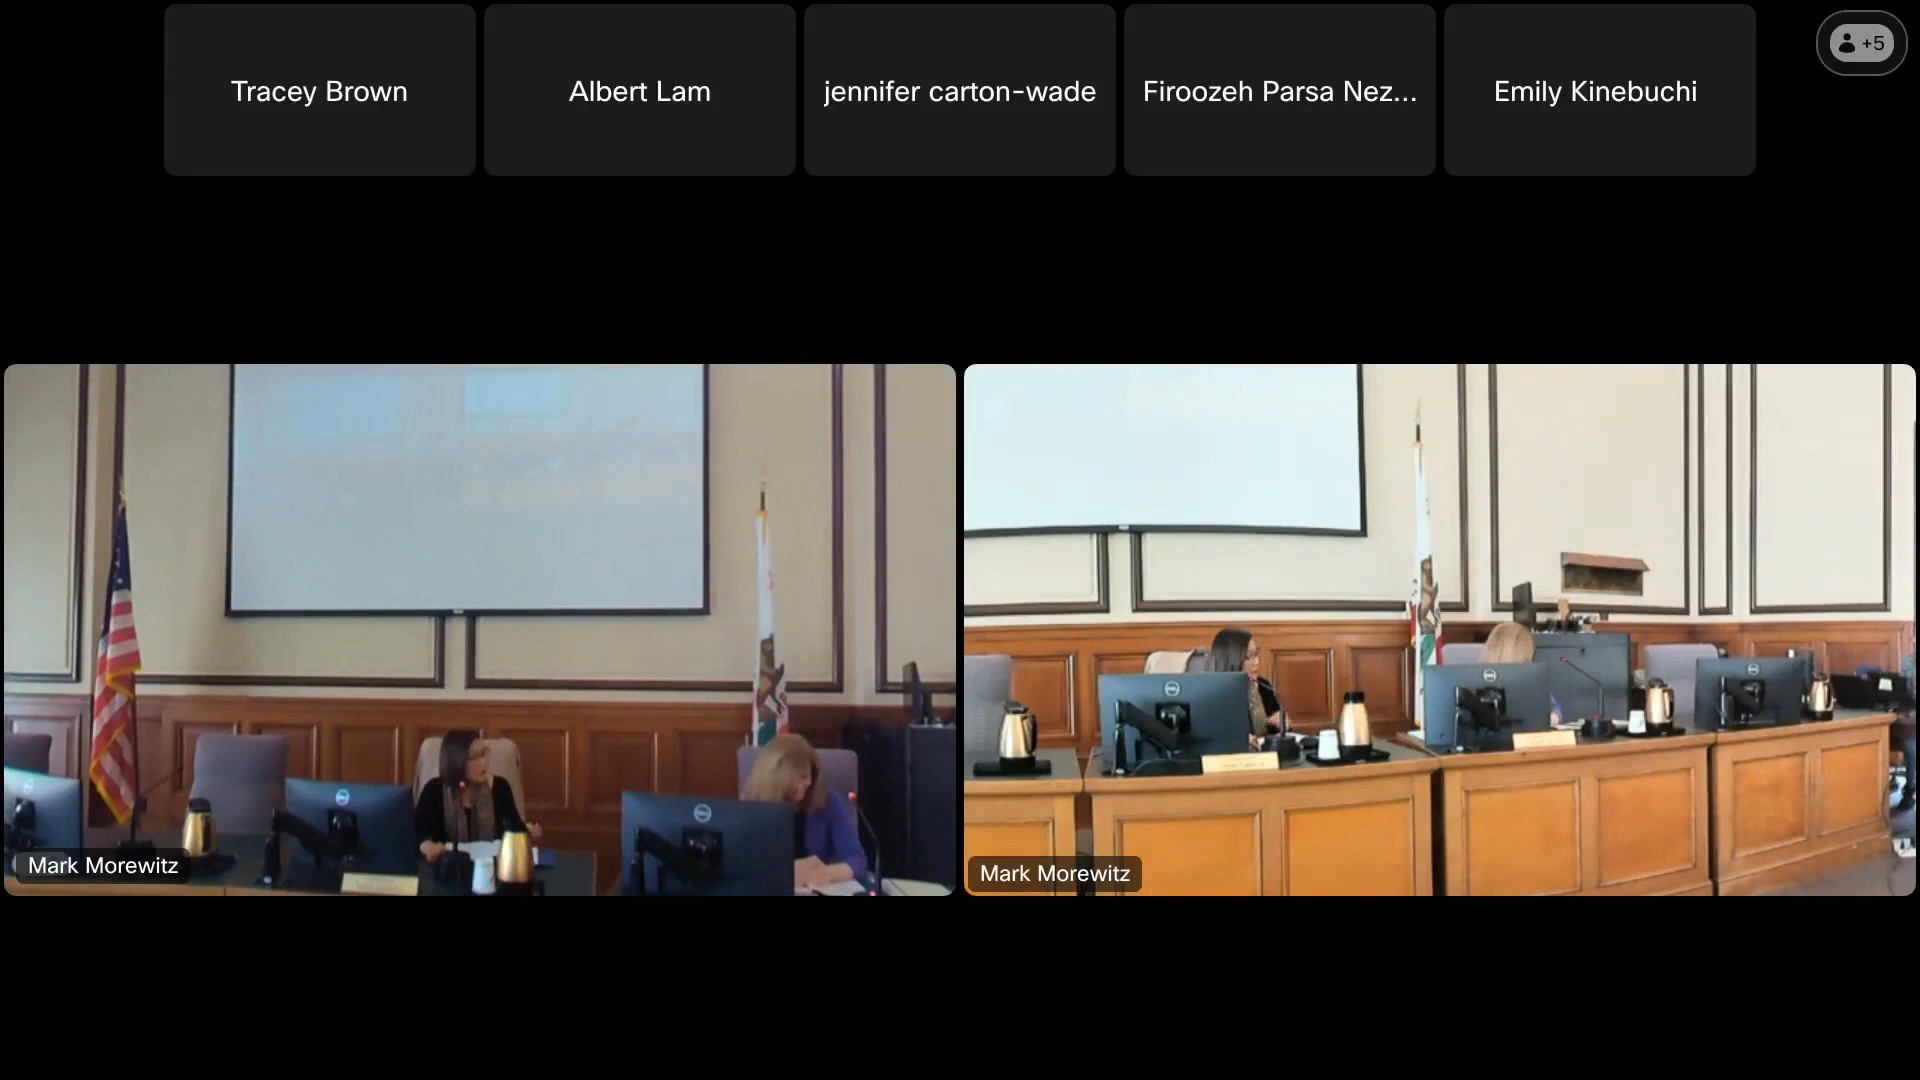 Tracey Brown
Albert Lam
jennifer carton-wade
Firoozeh Parsa Nez...
Emily Kinebuchi
+5
Mark Morewitz
Mark Morewitz